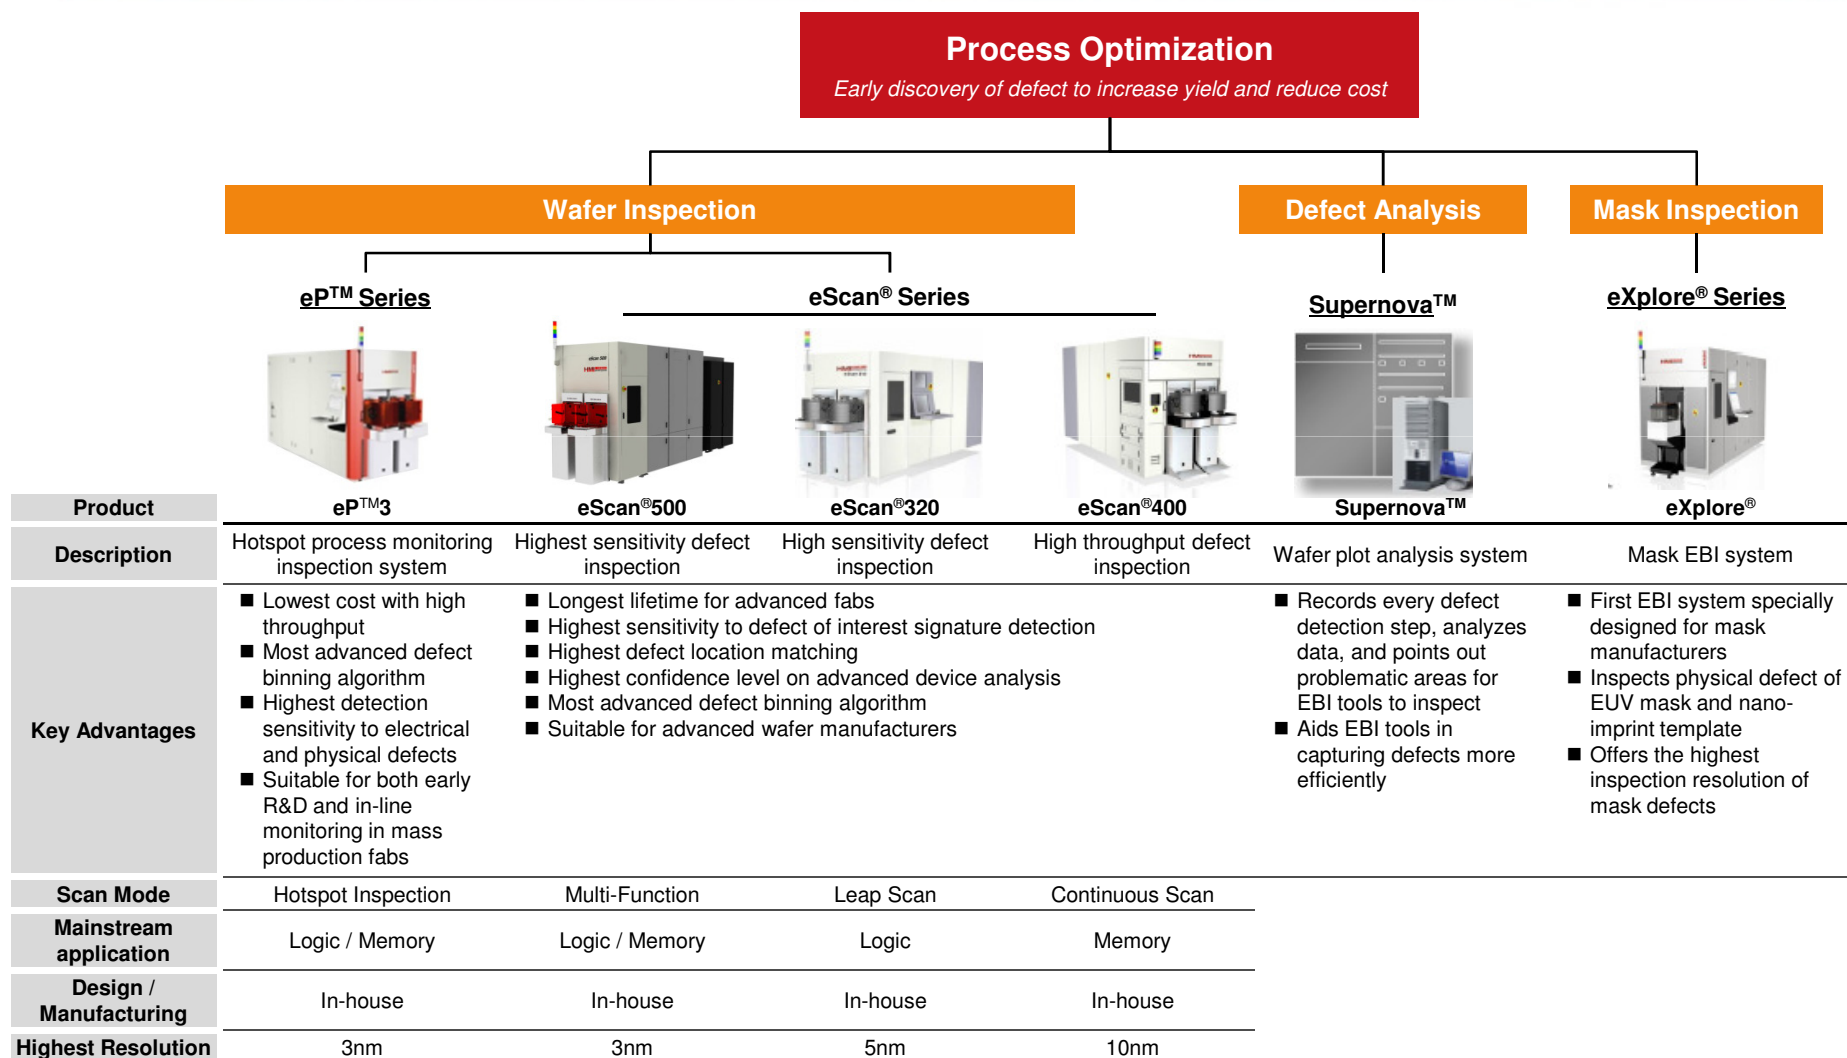 Process Optimization
Early discovery of defect to increase yield and reduce cost
Wafer Inspection
Defect Analysis
Mask Inspection
eP™ Series
eScan® Series
Supernova™
eXplore® Series
Product
eP™3
eScan®500
eScan®320
eScan®400
Supernova™
eXplore®
Description
Hotspot process monitoring
inspection system
Highest sensitivity defect
inspection
High sensitivity defect
inspection
High throughput defect
inspection
Wafer plot analysis system
Mask EBI system
Key Advantages
■ Lowest cost with high
throughput
■ Most advanced defect
binning algorithm
■ Highest detection
sensitivity to electrical
and physical defects
■ Suitable for both early
R&D and in-line
monitoring in mass
production fabs
■ Longest lifetime for advanced fabs
■ Highest sensitivity to defect of interest signature detection
■ Highest defect location matching
■ Highest confidence level on advanced device analysis
■ Most advanced defect binning algorithm
■ Suitable for advanced wafer manufacturers
■ Records every defect
detection step, analyzes
data, and points out
problematic areas for
EBI tools to inspect
■ Aids EBI tools in
capturing defects more
efficiently
■ First EBI system specially
designed for mask
manufacturers
■ Inspects physical defect of
EUV mask and nano-
imprint template
■ Offers the highest
inspection resolution of
mask defects
Scan Mode
Hotspot Inspection
Multi-Function
Leap Scan
Continuous Scan
Mainstream
application
Logic / Memory
Logic / Memory
Logic
Memory
Design /
Manufacturing
In-house
In-house
In-house
In-house
Highest Resolution
3nm
3nm
5nm
10nm